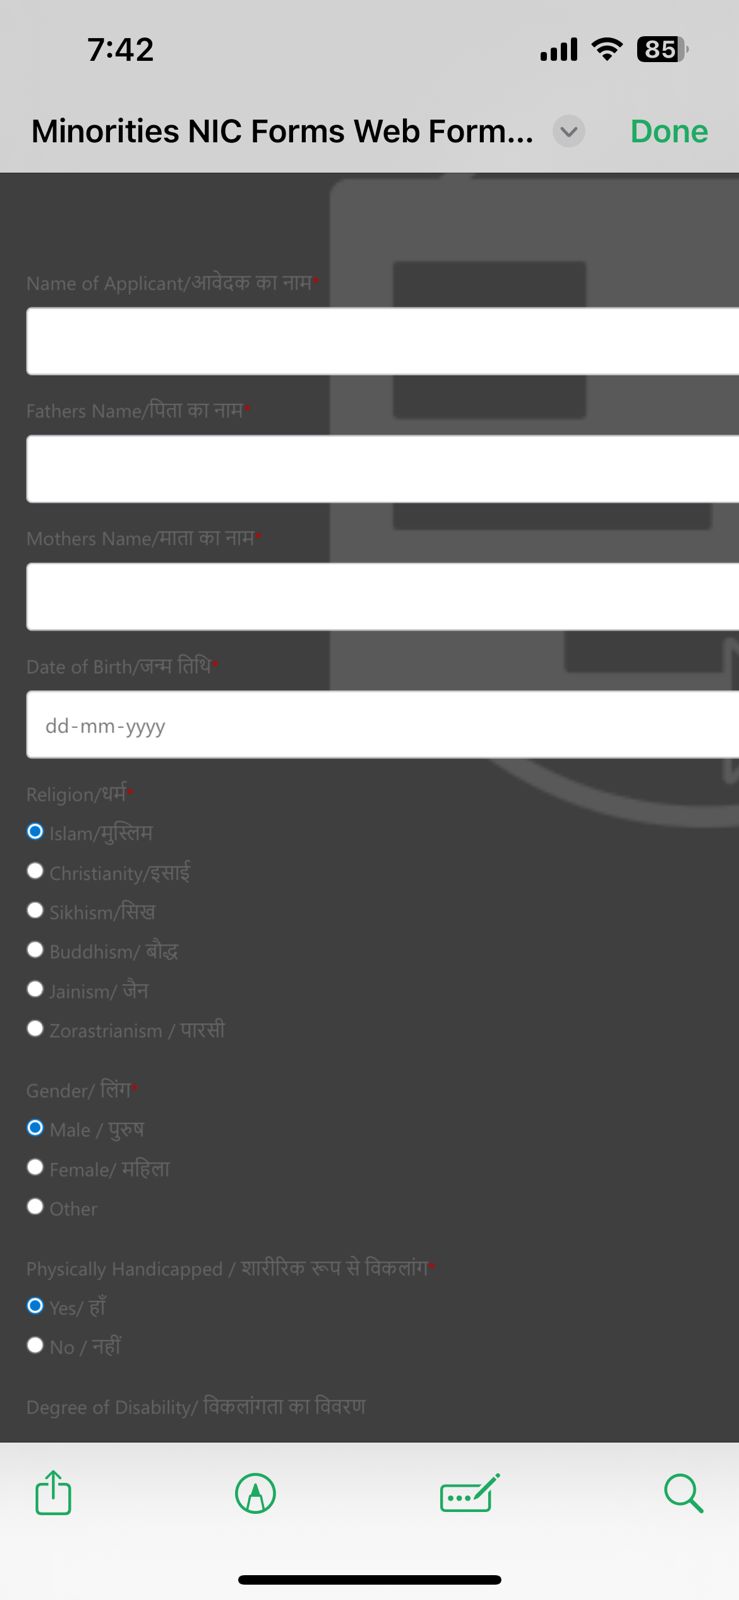 7:42
85
Minorities NIC Forms Web Form...
Done
Name of Applicant/आवेदक का नाम*
Fathers Name/पिता का नाम*
Mothers Name/माता का नाम*
Date of Birth/जन्म तिथि*
dd-mm-yyyy
Religion/धर्म*
Islam/मुस्लिम
Christianity/इसाई
Sikhism/सिख
Buddhism/ बौद्ध
Jainism/ जैन
Zorastrianism / पारसी
Gender/ लिंग*
Male / पुरुष
Female/ महिला
Other
Physically Handicapped / शारीरिक रूप से विकलांग*
Yes/ हाँ
No / नहीं
Degree of Disability/ विकलांगता का विवरण